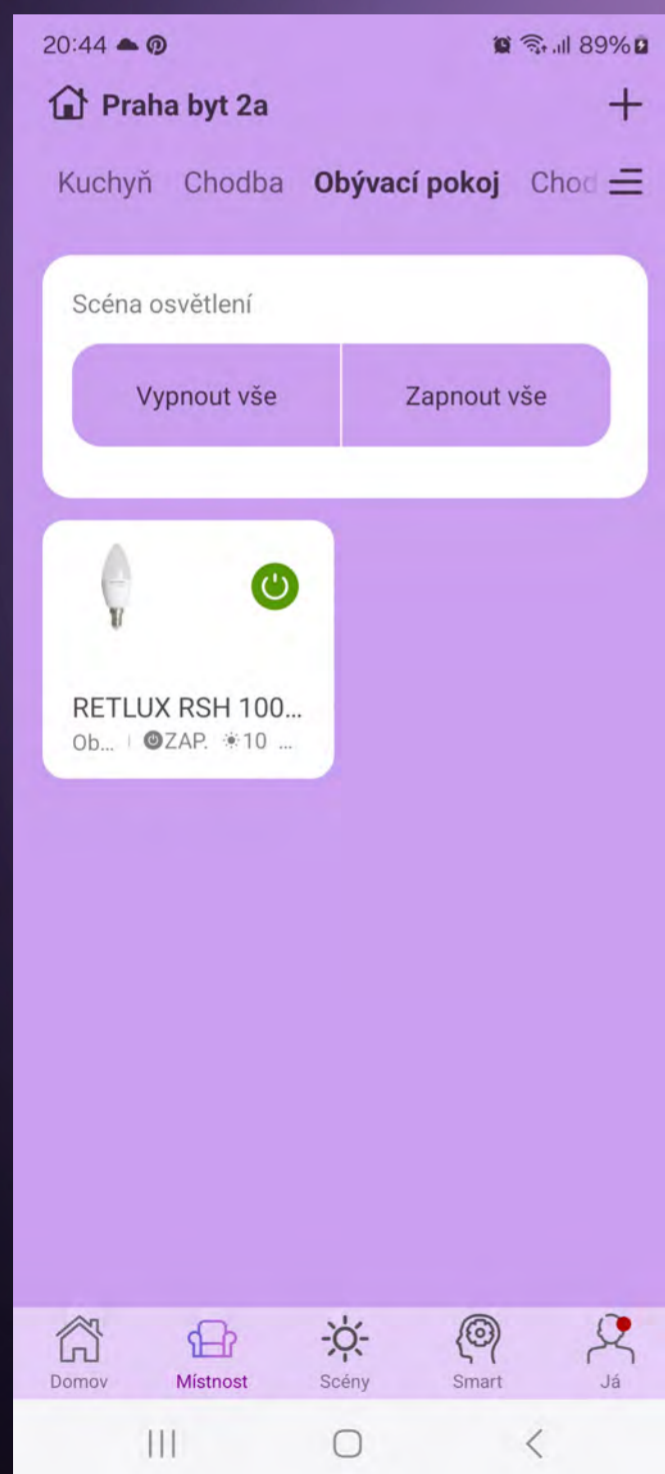 20:44 89%
Praha byt 2a
Kuchyň Chodba Obývací pokoj Chod
Scéna osvětlení
Vypnout vše Zapnout vše
RETLUX RSH 100...
Ob... ZAP. 10 ...
Domov Místnost Scény Smart Já